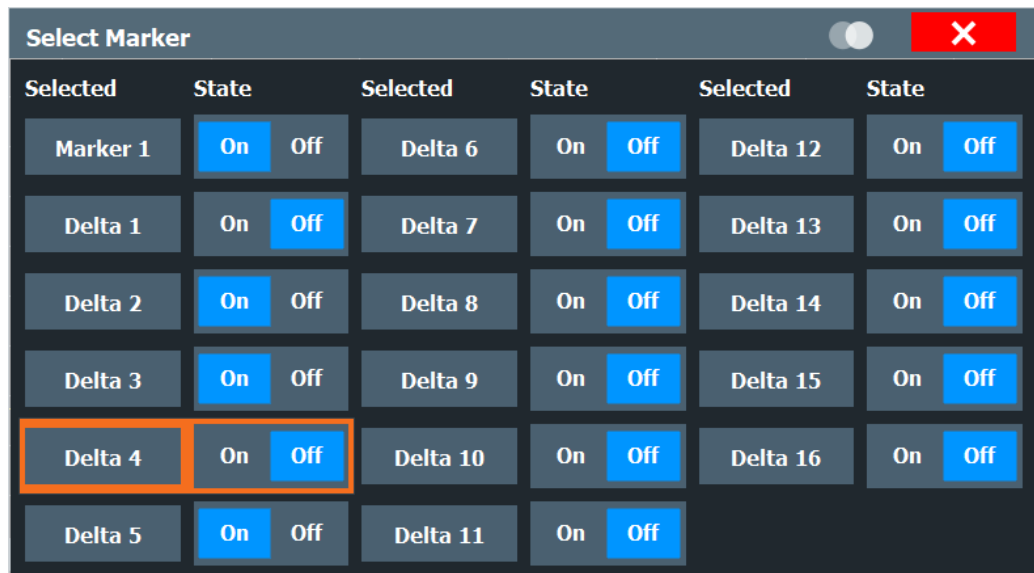 Select Marker
Selected State Selected State Selected State
Marker 1 On Off Delta 6 On Off Delta 12 On Off
Delta 1 On Off Delta 7 On Off Delta 13 On Off
Delta 2 On Off Delta 8 On Off Delta 14 On Off
Delta 3 On Off Delta 9 On Off Delta 15 On Off
Delta 4 On Off Delta 10 On Off Delta 16 On Off
Delta 5 On Off Delta 11 On Off